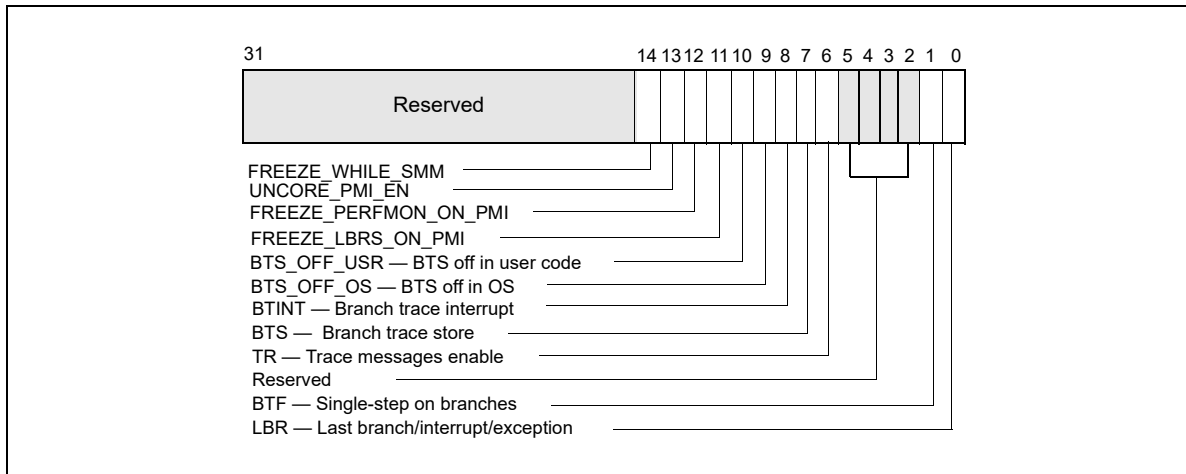 31 14 13 12 11 10 9 8 7 6 5 4 3 2 1 0
Reserved
FREEZE_WHILE_SMM
UNCORE_PMI_EN
FREEZE_PERFMON_ON_PMI
FREEZE_LBRS_ON_PMI
BTS_OFF_USR — BTS off in user code
BTS_OFF_OS — BTS off in OS
BTINT — Branch trace interrupt
BTS — Branch trace store
TR — Trace messages enable
Reserved
BTF — Single-step on branches
LBR — Last branch/interrupt/exception